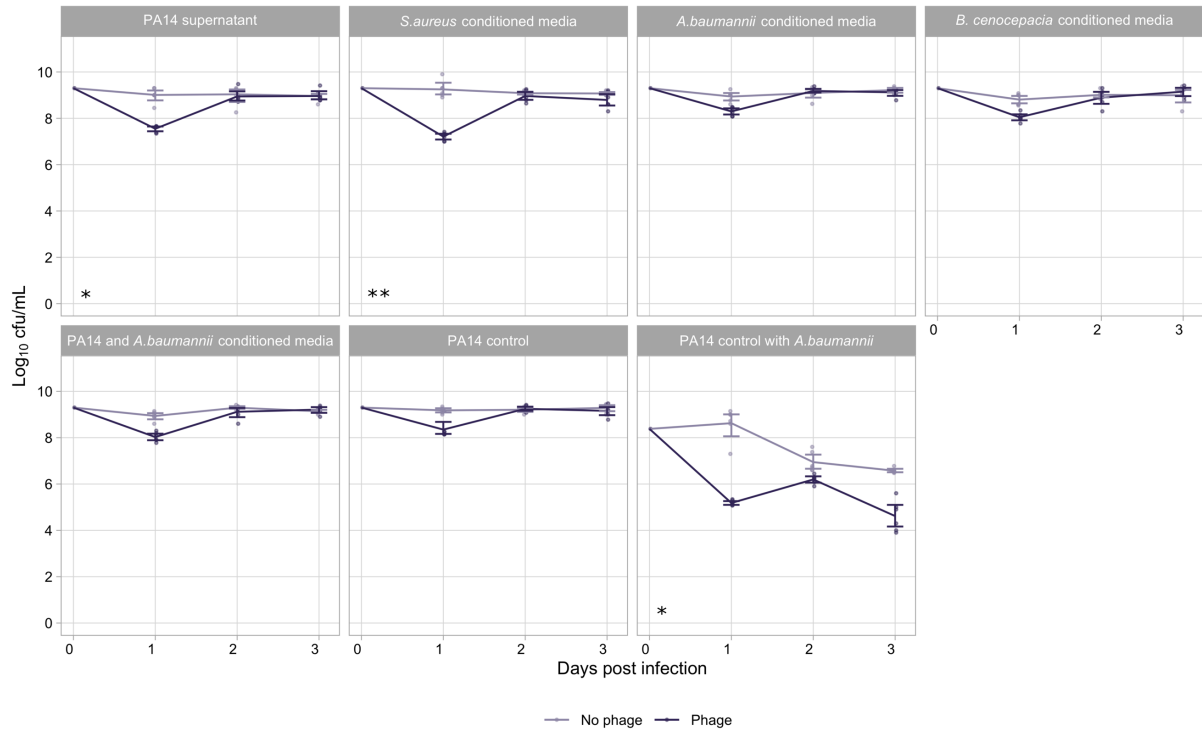 PA14 supernatant
S.aureus conditioned media
A.baumannii conditioned media
B. cenocepacia conditioned media
10
8
6
4
2
0
*
**
0 1 2 3
PA14 and A.baumannii conditioned media
PA14 control
PA14 control with A.baumannii
Log10 cfu/mL
10
8
6
4
2
0
*
0 1 2 3
0 1 2 3
0 1 2 3
Days post infection
No phage
Phage